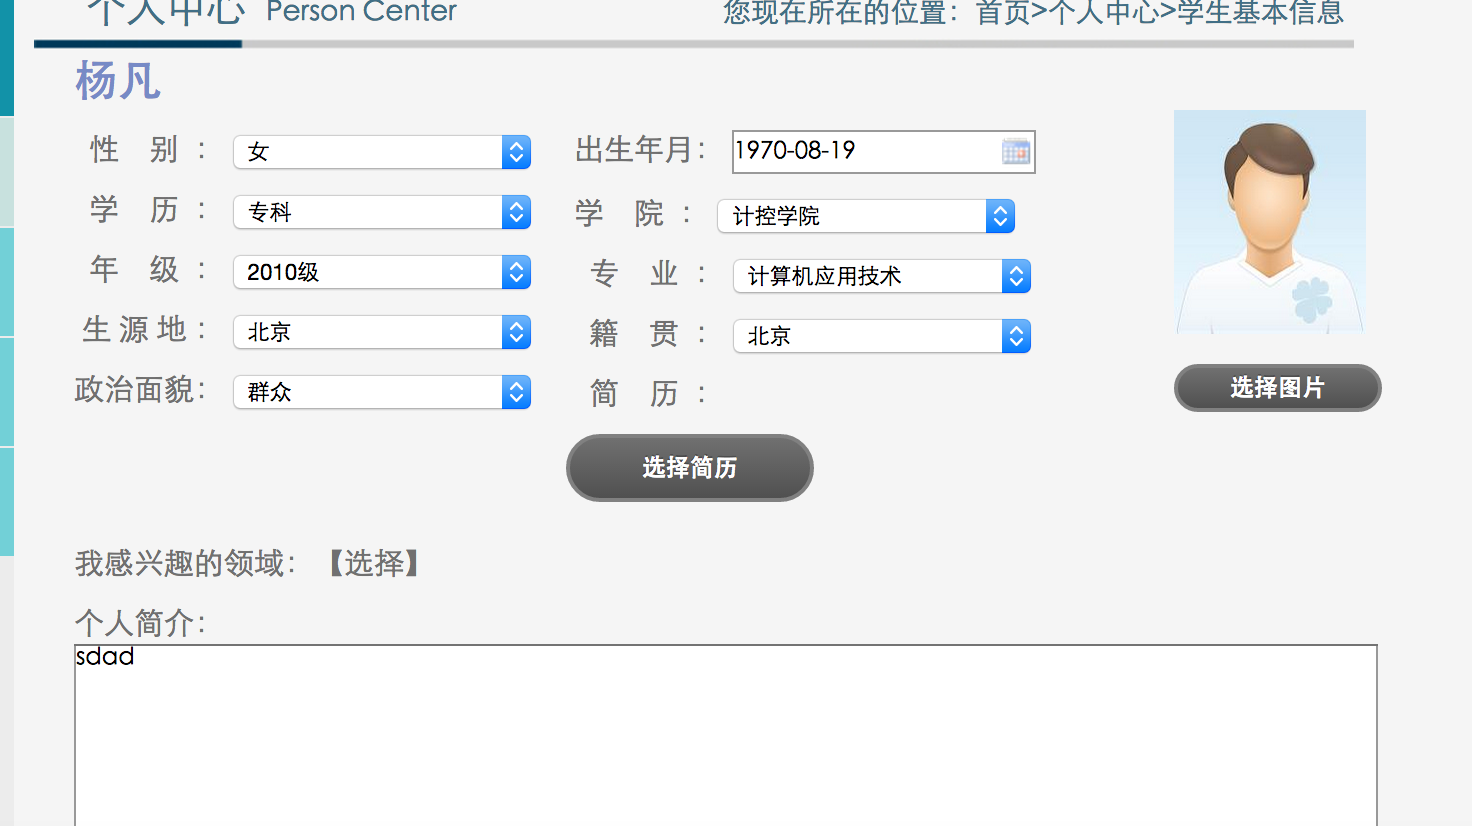 个人中心 Person Center 您现在所在的位置：首页>个人中心>学生基本信息
杨凡
性 别 ： 女 出生年月： 1970-08-19
学 历 ： 专科 学 院 ： 计控学院
年 级 ： 2010级 专 业 ： 计算机应用技术
生 源 地 ： 北京 籍 贯 ： 北京
政治面貌： 群众 简 历 ：
选择图片
选择简历
我感兴趣的领域： 【选择】
个人简介：
sdad